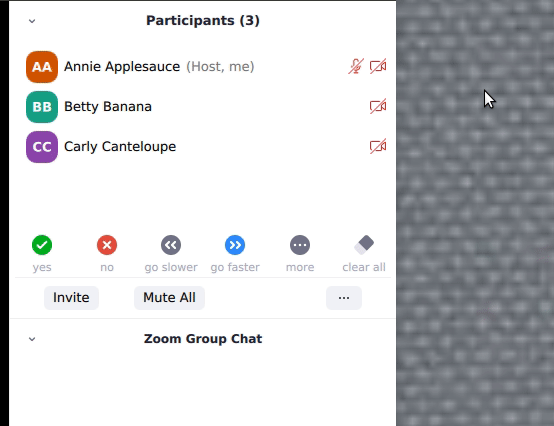 Participants (3)
AA Annie Applesauce (Host, me)
BB Betty Banana
CC Carly Canteloupe
yes no go slower go faster more clear all
Invite Mute All ...
Zoom Group Chat